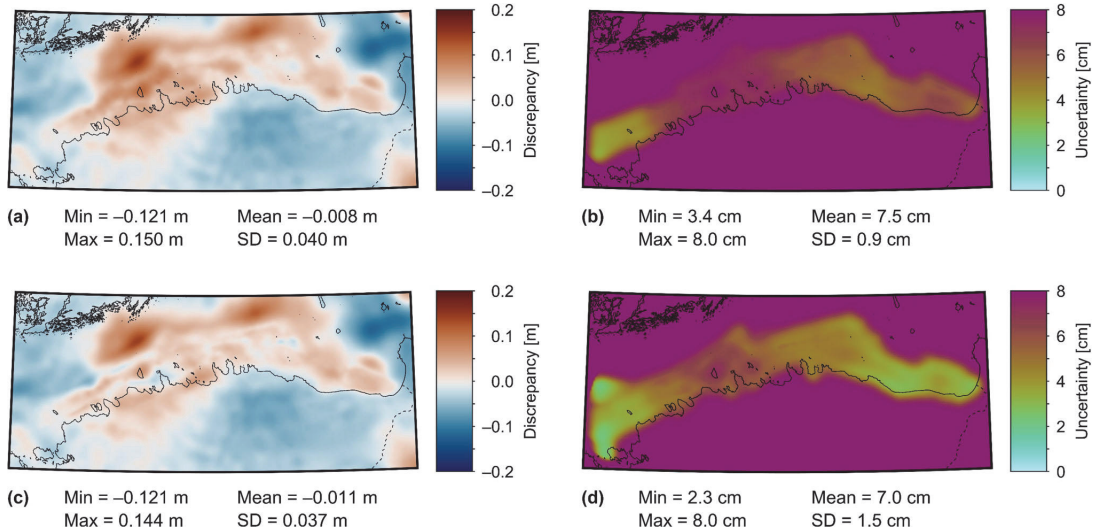 0.2
0.1
0.0
–0.1
–0.2
Discrepancy [m]
8
6
4
2
0
Uncertainty [cm]
(a) Min = –0.121 m Mean = –0.008 m
Max = 0.150 m SD = 0.040 m
(b) Min = 3.4 cm Mean = 7.5 cm
Max = 8.0 cm SD = 0.9 cm
0.2
0.1
0.0
–0.1
–0.2
Discrepancy [m]
8
6
4
2
0
Uncertainty [cm]
(c) Min = –0.121 m Mean = –0.011 m
Max = 0.144 m SD = 0.037 m
(d) Min = 2.3 cm Mean = 7.0 cm
Max = 8.0 cm SD = 1.5 cm